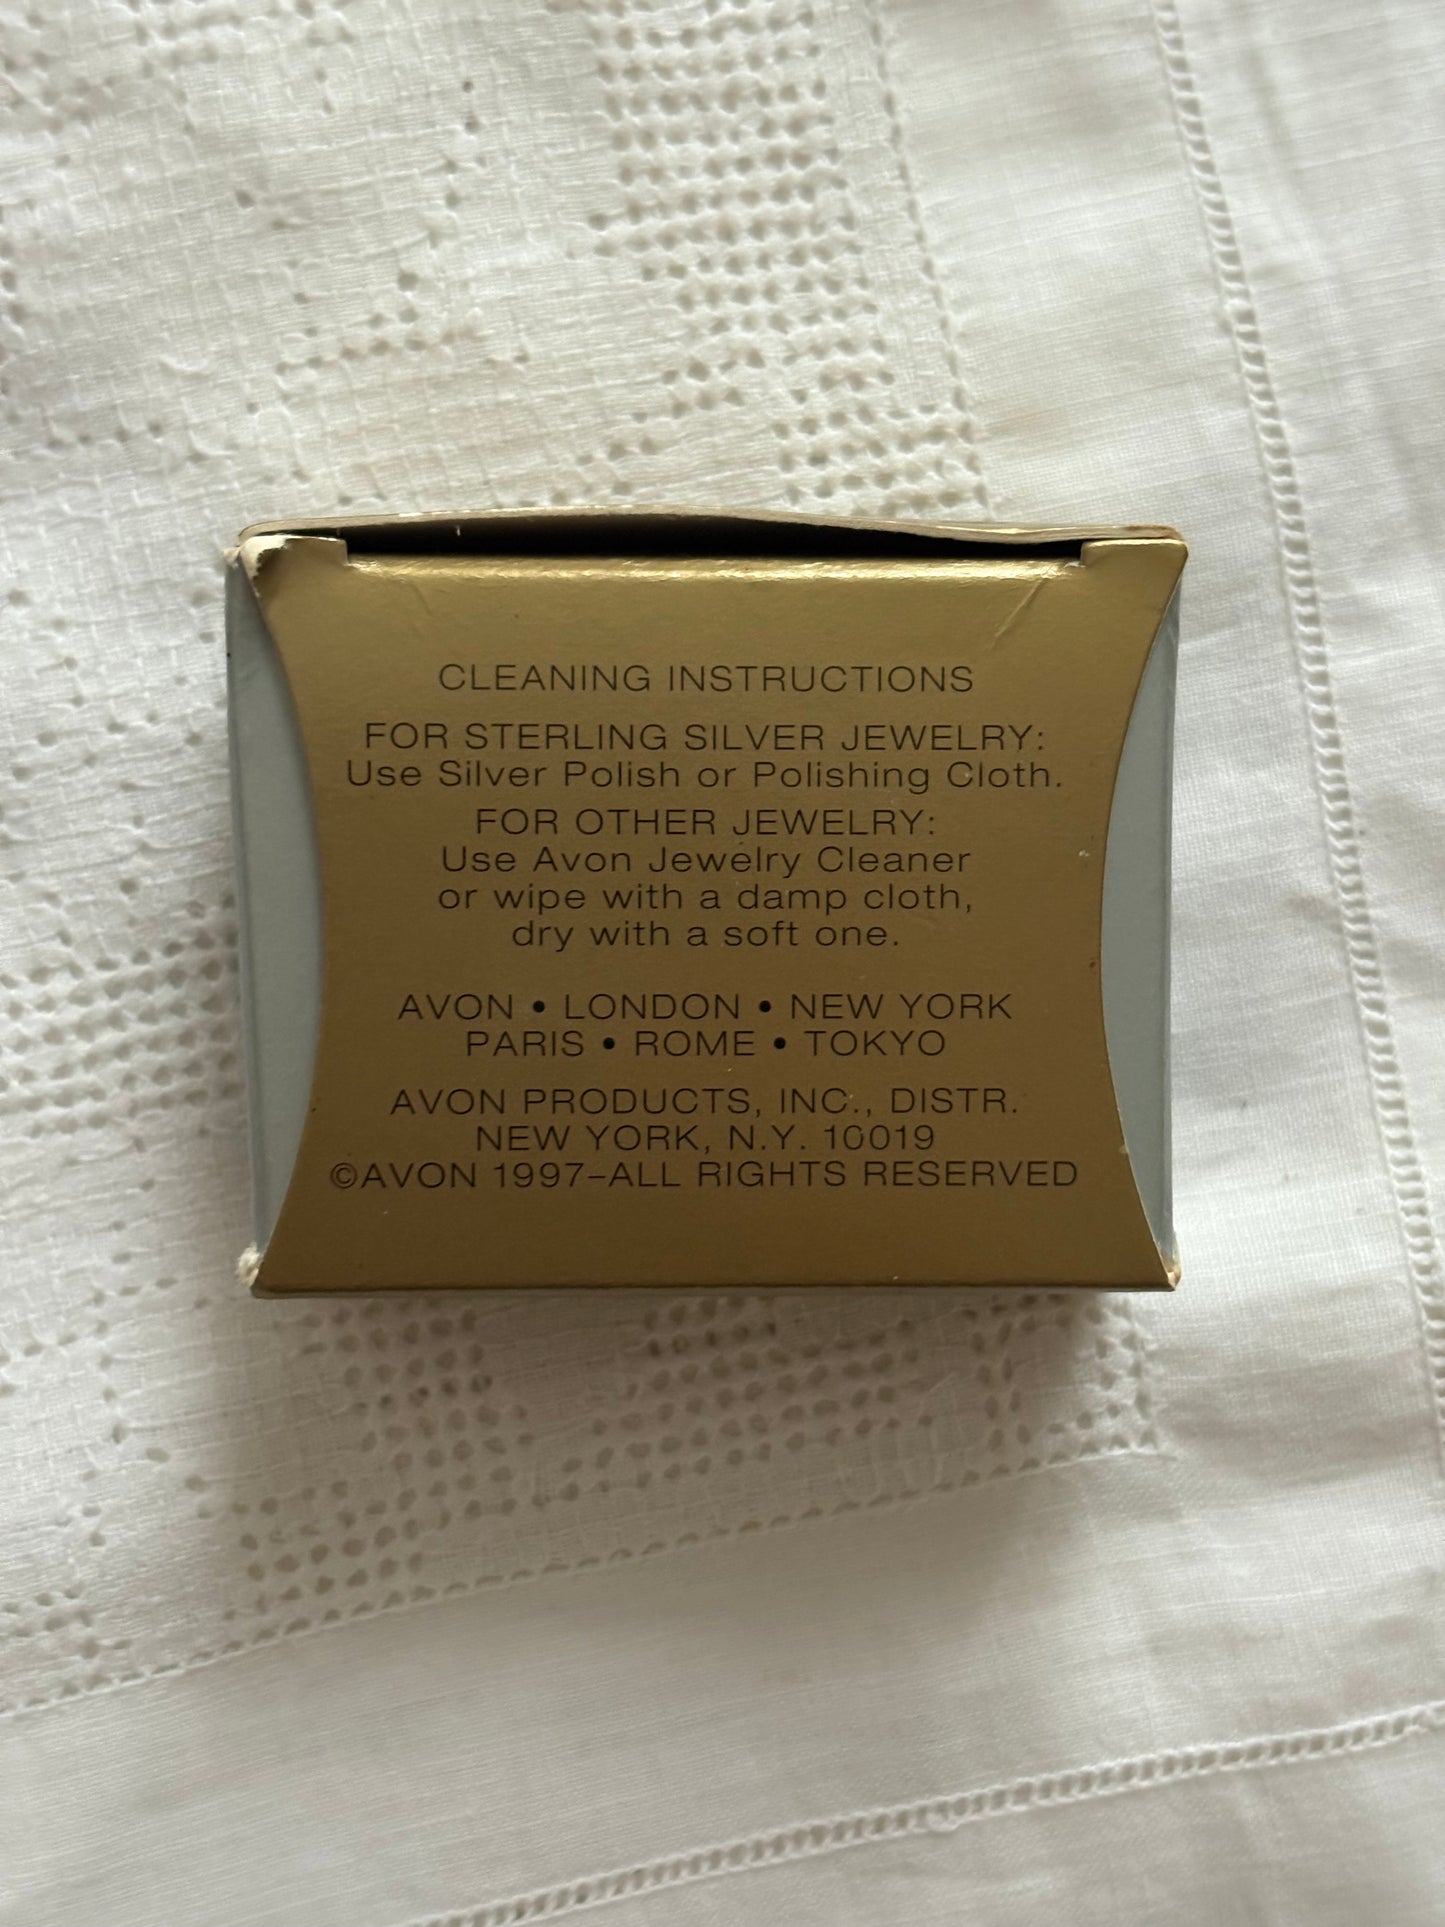 CLEANING INSTRUCTIONS
FOR STERLING SILVER JEWELRY:
Use Silver Polish or Polishing Cloth.
FOR OTHER JEWELRY:
Use Avon Jewelry Cleaner
or wipe with a damp cloth,
dry with a soft one.
AVON • LONDON • NEW YORK
PARIS • ROME • TOKYO
AVON PRODUCTS, INC., DISTR.
NEW YORK, N.Y. 10019
©AVON 1997–ALL RIGHTS RESERVED